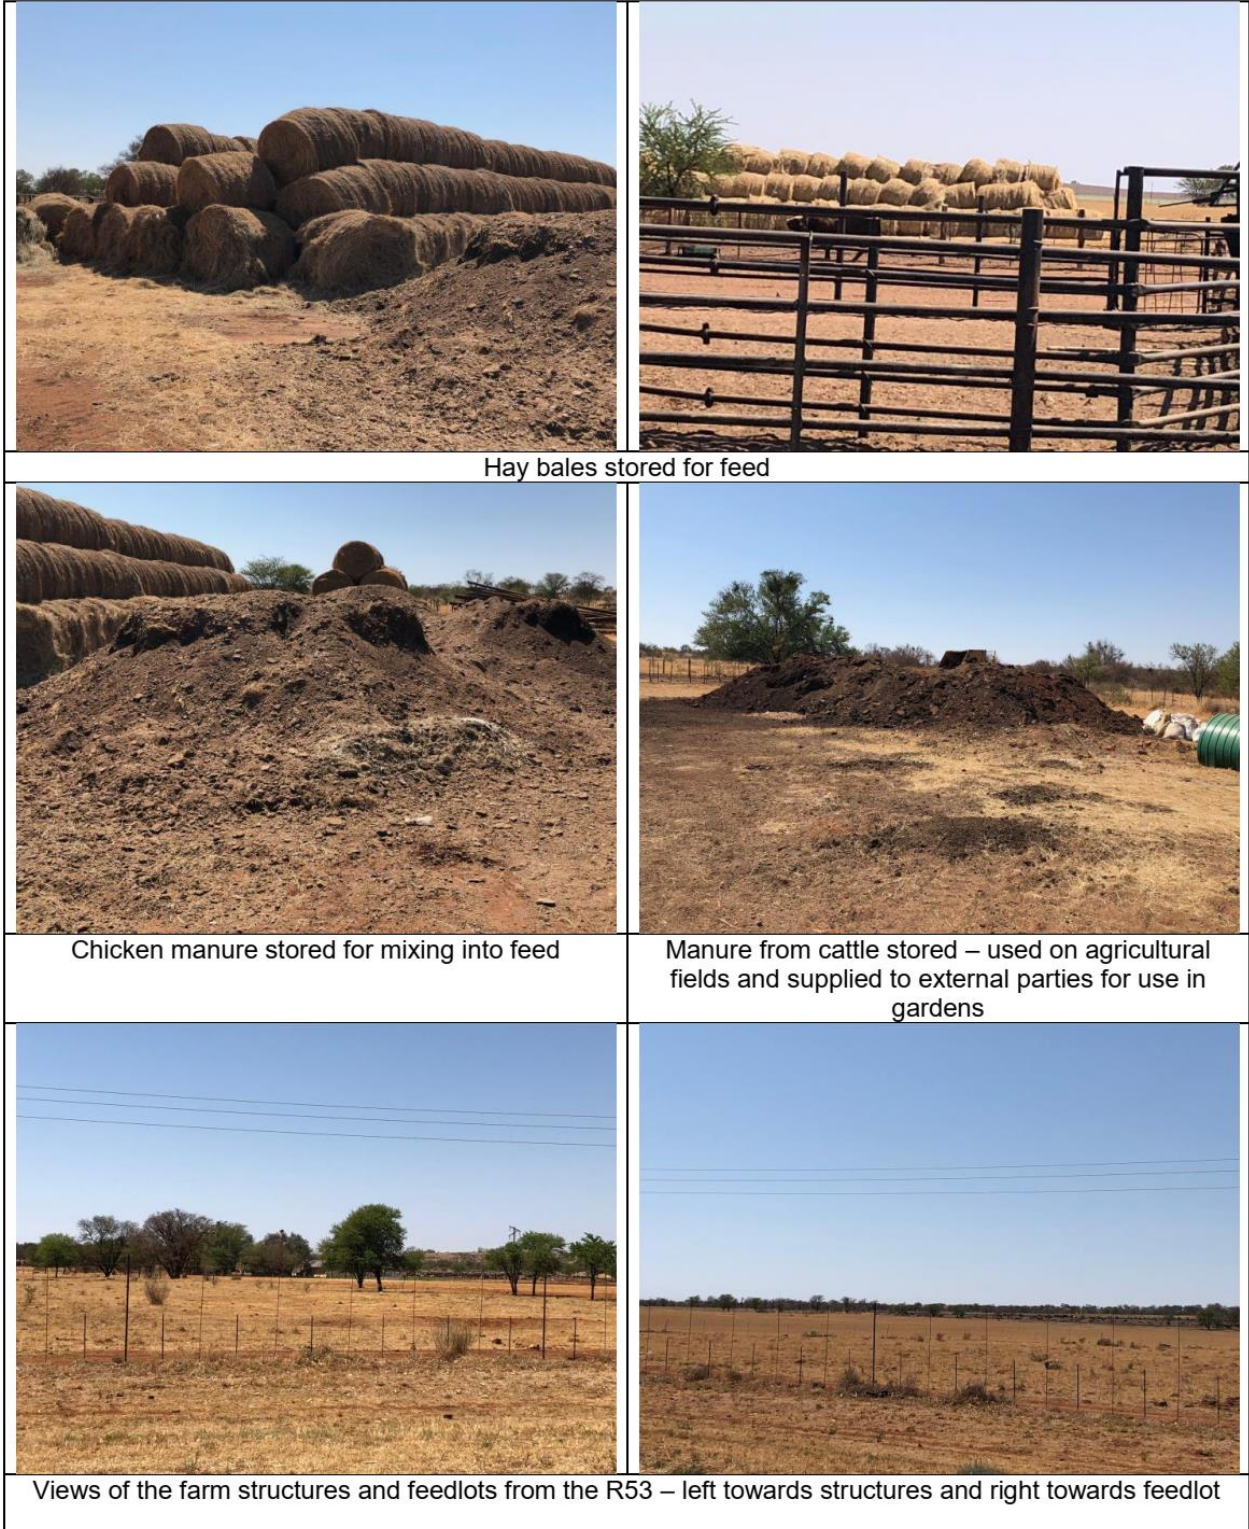 Hay bales stored for feed
Chicken manure stored for mixing into feed
Manure from cattle stored – used on agricultural
fields and supplied to external parties for use in
gardens
Views of the farm structures and feedlots from the R53 – left towards structures and right towards feedlot